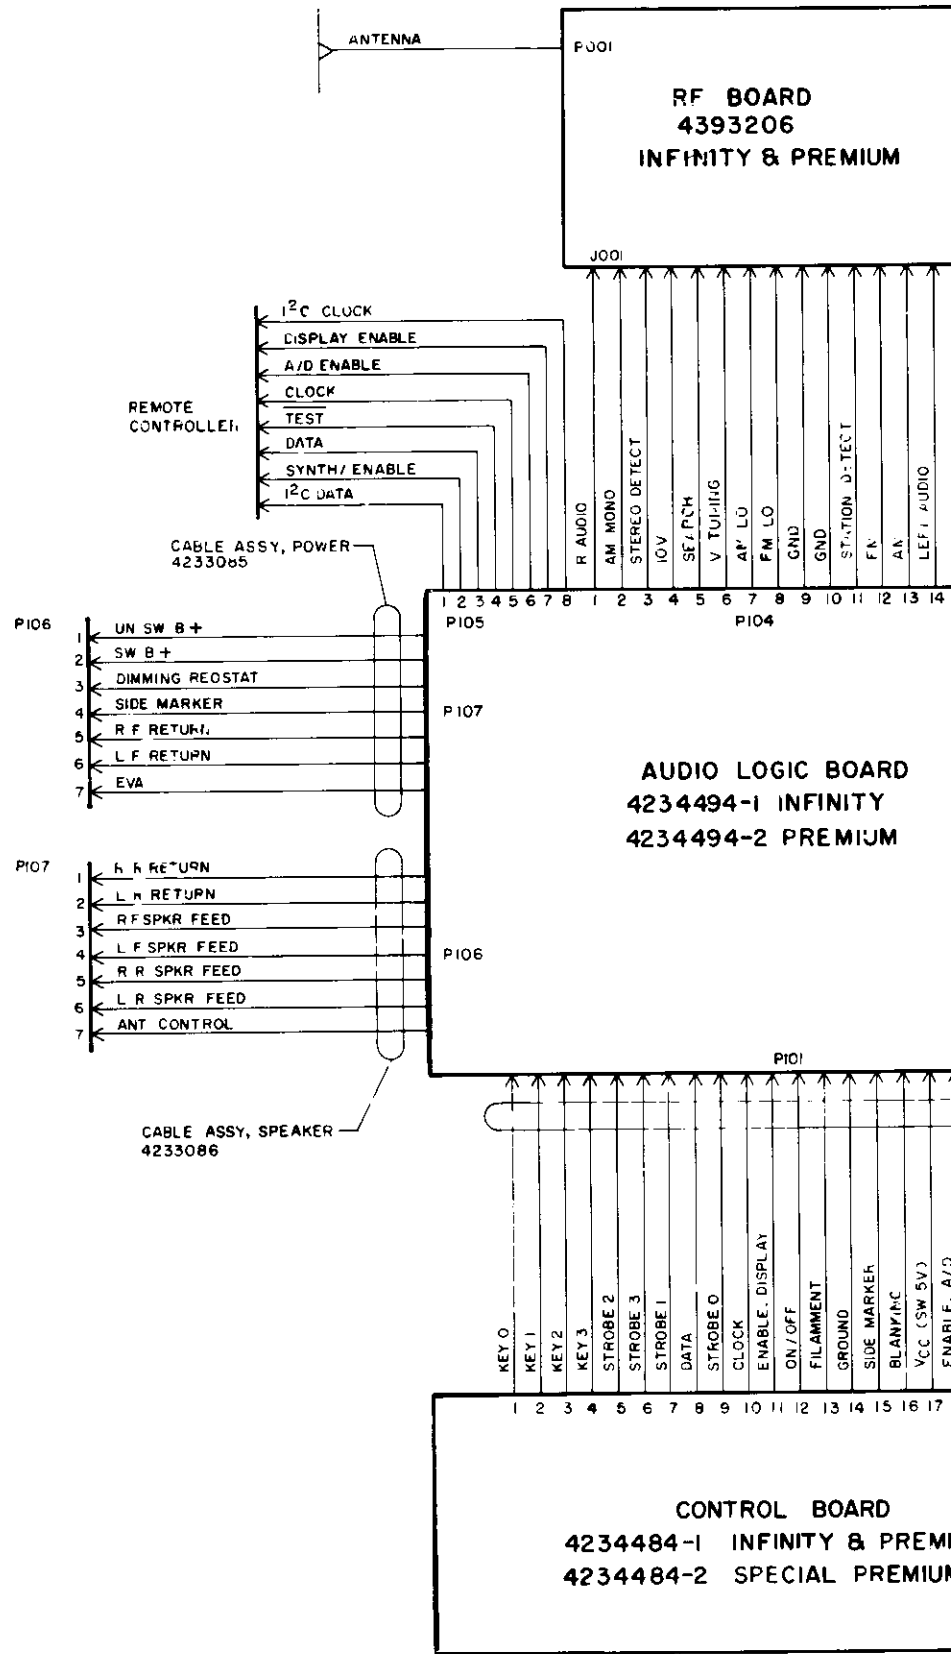 ANTENNA
P001
RF BOARD
4393206
INFINITY & PREMIUM
J001
REMOTE
CONTROLLER
I²C CLOCK
DISPLAY ENABLE
A/D ENABLE
CLOCK
TEST
DATA
SYNTH/ ENABLE
I²C DATA
R AUDIO
AM MONO
STEREO DETECT
10V
SEARCH
V TUNING
AM LO
FM LO
GND
GND
STATION DETECT
FM
AM
LEFT AUDIO
1 2 3 4 5 6 7 8
1 2 3 4 5 6 7 8 9 10 11 12 13 14
CABLE ASSY, POWER
4233085
P105
P104
P106
1 UN SW B+
2 SW B+
3 DIMMING REOSTAT
4 SIDE MARKER
5 R F RETURN
6 L F RETURN
7 EVA
P107
AUDIO LOGIC BOARD
4234494-1 INFINITY
4234494-2 PREMIUM
P107
1 R R RETURN
2 L R RETURN
3 RF SPKR FEED
4 L F SPKR FEED
5 R R SPKR FEED
6 L R SPKR FEED
7 ANT CONTROL
P106
P101
CABLE ASSY, SPEAKER
4233086
KEY 0
KEY 1
KEY 2
KEY 3
STROBE 2
STROBE 3
STROBE 1
DATA
STROBE 0
CLOCK
ENABLE, DISPLAY
ON/OFF
FILAMMENT
GROUND
SIDE MARKER
BLANKING
VCC (SW 5V)
ENABLE, A/D
1 2 3 4 5 6 7 8 9 10 11 12 13 14 15 16 17
CONTROL BOARD
4234484-1 INFINITY & PREMI
4234484-2 SPECIAL PREMIUM